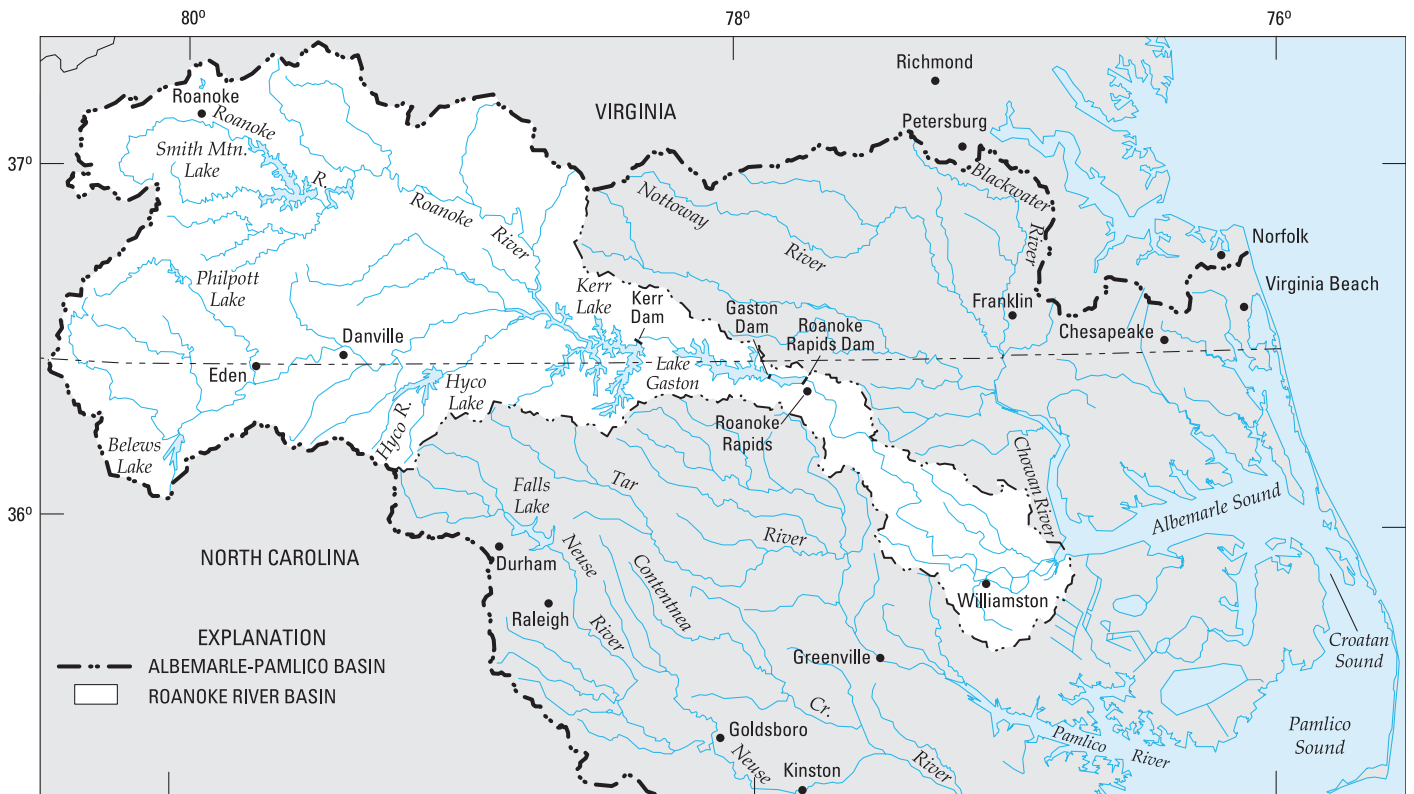 80°
78°
76°
37°
36°
Richmond
VIRGINIA
Petersburg
Roanoke
Roanoke
R.
Smith Mtn.
Lake
Blackwater
River
Nottoway
River
Roanoke
River
Norfolk
Virginia Beach
Philpott
Lake
Kerr
Lake
Kerr
Dam
Gaston
Dam
Roanoke
Rapids Dam
Franklin
Chesapeake
Danville
Eden
Hyco
Lake
Hyco R.
Lake
Gaston
Roanoke
Rapids
Belews
Lake
Chowan River
Albemarle Sound
Falls
Lake
Tar
River
NORTH CAROLINA
Durham
Neuse
River
Contentnea
Cr.
Raleigh
Williamston
Croatan
Sound
EXPLANATION
ALBEMARLE-PAMLICO BASIN
ROANOKE RIVER BASIN
Greenville
Goldsboro
Neuse
River
Kinston
Pamlico
River
Pamlico
Sound